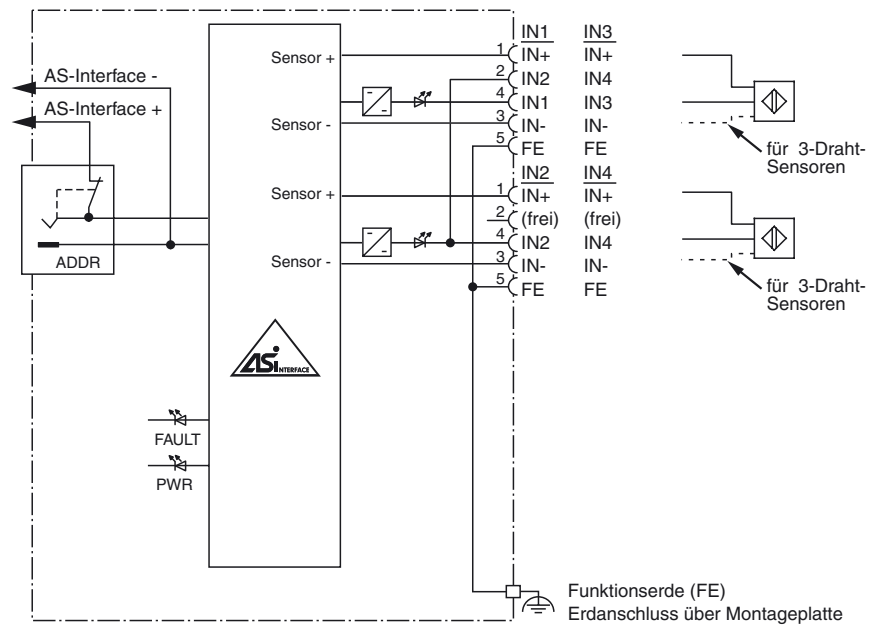 IN1 IN3
Sensor + 1 IN+ IN+
AS-Interface - 2 IN2 IN4
4 IN1 IN3
AS-Interface +
Sensor - 3 IN- IN-
5 FE FE
für 3-Draht-
Sensoren
IN2 IN4
Sensor + 1 IN+ IN+
2 (frei) (frei)
4 IN2 IN4
ADDR Sensor - 3 IN- IN-
5 FE FE
für 3-Draht-
Sensoren
ASi INTERFACE
FAULT
PWR
Funktionserde (FE)
Erdanschluss über Montageplatte